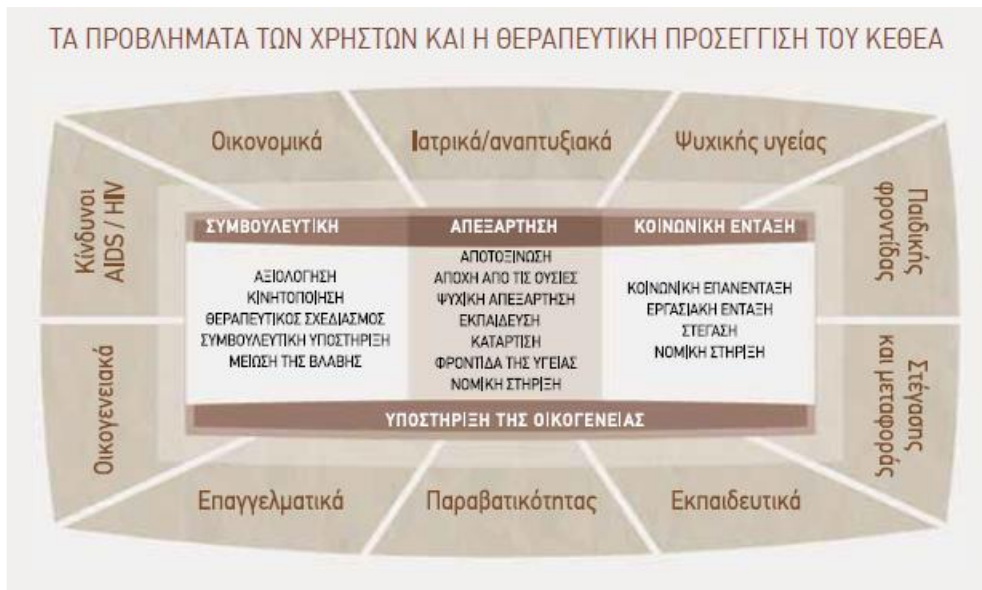 ΤΑ ΠΡΟΒΛΗΜΑΤΑ ΤΩΝ ΧΡΗΣΤΩΝ ΚΑΙ Η ΘΕΡΑΠΕΥΤΙΚΗ ΠΡΟΣΕΓΓΙΣΗ ΤΟΥ ΚΕΘΕΑ
Οικονομικά
Ιατρικά/αναπτυξιακά
Ψυχικής υγείας
Κίνδυνοι
AIDS / HIV
Παιδικής
φροντίδας
ΣΥΜΒΟΥΛΕΥΤΙΚΗ
ΑΞΙΟΛΟΓΗΣΗ
ΚΙΝΗΤΟΠΟΙΗΣΗ
ΘΕΡΑΠΕΥΤΙΚΟΣ ΣΧΕΔΙΑΣΜΟΣ
ΣΥΜΒΟΥΛΕΥΤΙΚΗ ΥΠΟΣΤΗΡΙΞΗ
ΜΕΙΩΣΗ ΤΗΣ ΒΛΑΒΗΣ
ΑΠΕΞΑΡΤΗΣΗ
ΑΠΟΤΟΞΙΝΩΣΗ
ΑΠΟΧΗ ΑΠΟ ΤΙΣ ΟΥΣΙΕΣ
ΨΥΧΙΚΗ ΑΠΕΞΑΡΤΗΣΗ
ΕΚΠΑΙΔΕΥΣΗ
ΚΑΤΑΡΤΙΣΗ
ΦΡΟΝΤΙΔΑ ΤΗΣ ΥΓΕΙΑΣ
ΝΟΜΙΚΗ ΣΤΗΡΙΞΗ
ΚΟΙΝΩΝΙΚΗ ΕΝΤΑΞΗ
ΚΟΙΝΩΝΙΚΗ ΕΠΑΝΕΝΤΑΞΗ
ΕΡΓΑΣΙΑΚΗ ΕΝΤΑΞΗ
ΣΤΕΓΑΣΗ
ΝΟΜΙΚΗ ΣΤΗΡΙΞΗ
ΥΠΟΣΤΗΡΙΞΗ ΤΗΣ ΟΙΚΟΓΕΝΕΙΑΣ
Οικογενειακά
Στέγασης
και μεταφοράς
Επαγγελματικά
Παραβατικότητας
Εκπαιδευτικά